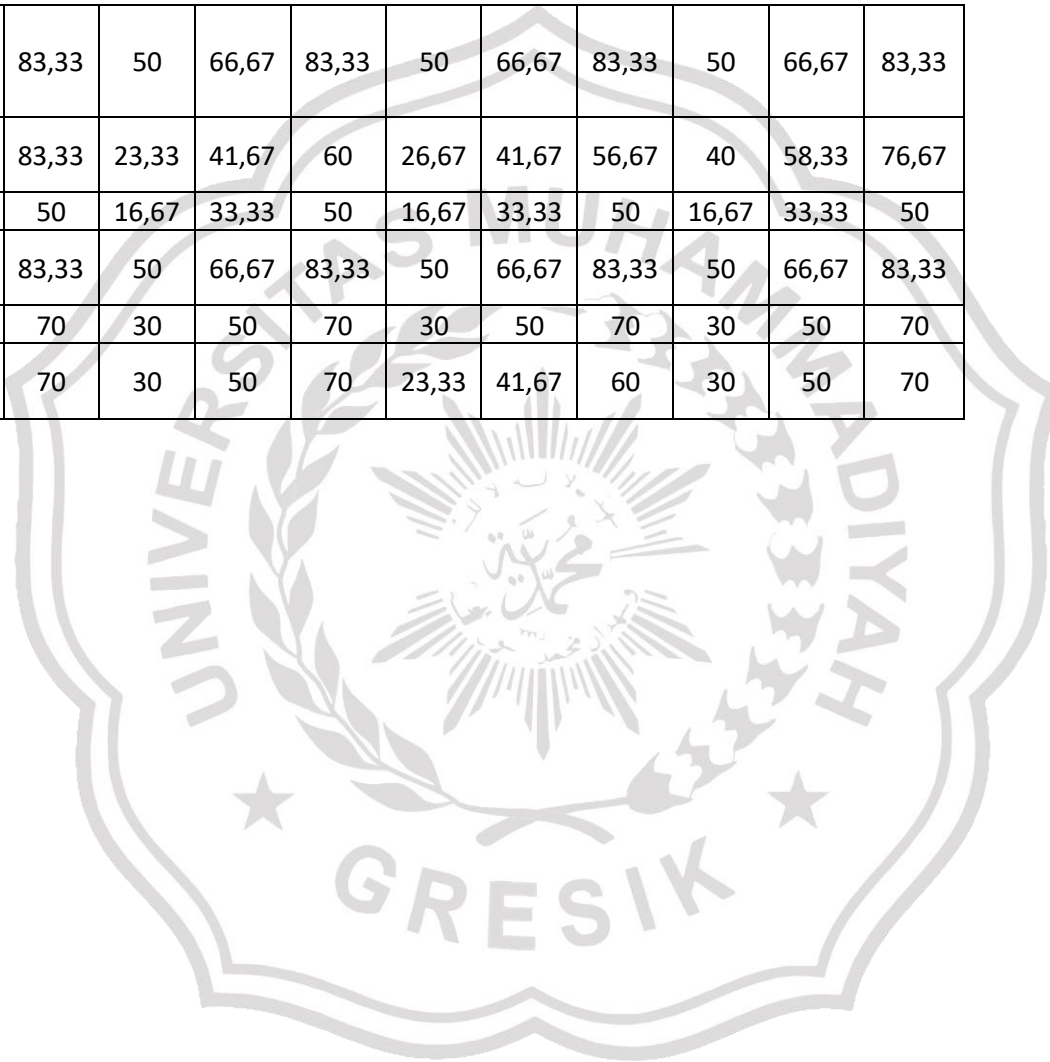 83,33 50 66,67 83,33 50 66,67 83,33 50 66,67 83,33
83,33 23,33 41,67 60 26,67 41,67 56,67 40 58,33 76,67
50 16,67 33,33 50 16,67 33,33 50 16,67 33,33 50
83,33 50 66,67 83,33 50 66,67 83,33 50 66,67 83,33
70 30 50 70 30 50 70 30 50 70
70 30 50 70 23,33 41,67 60 30 50 70
UNIVERSITAS MUHAMMADIYAH
GRESIK